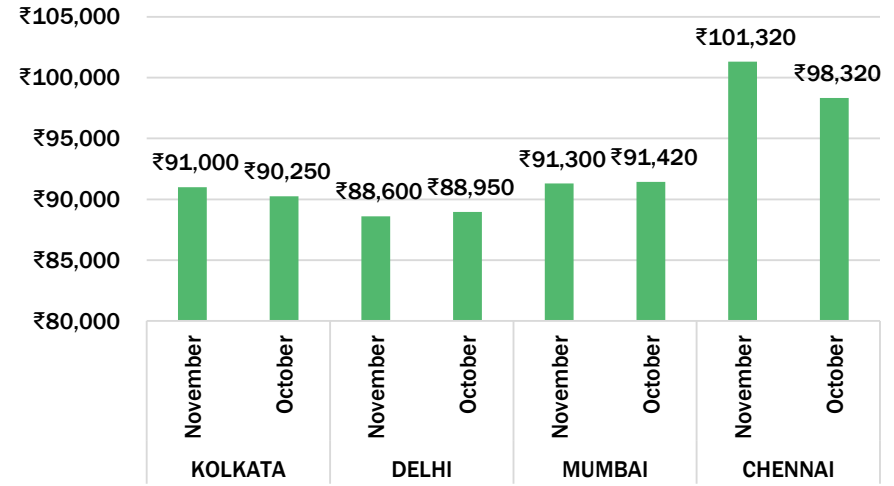 ₹105,000
₹100,000
₹95,000
₹90,000
₹85,000
₹80,000
₹91,000
₹90,250
₹88,600
₹88,950
₹91,300
₹91,420
₹101,320
₹98,320
November
October
November
October
November
October
November
October
KOLKATA
DELHI
MUMBAI
CHENNAI